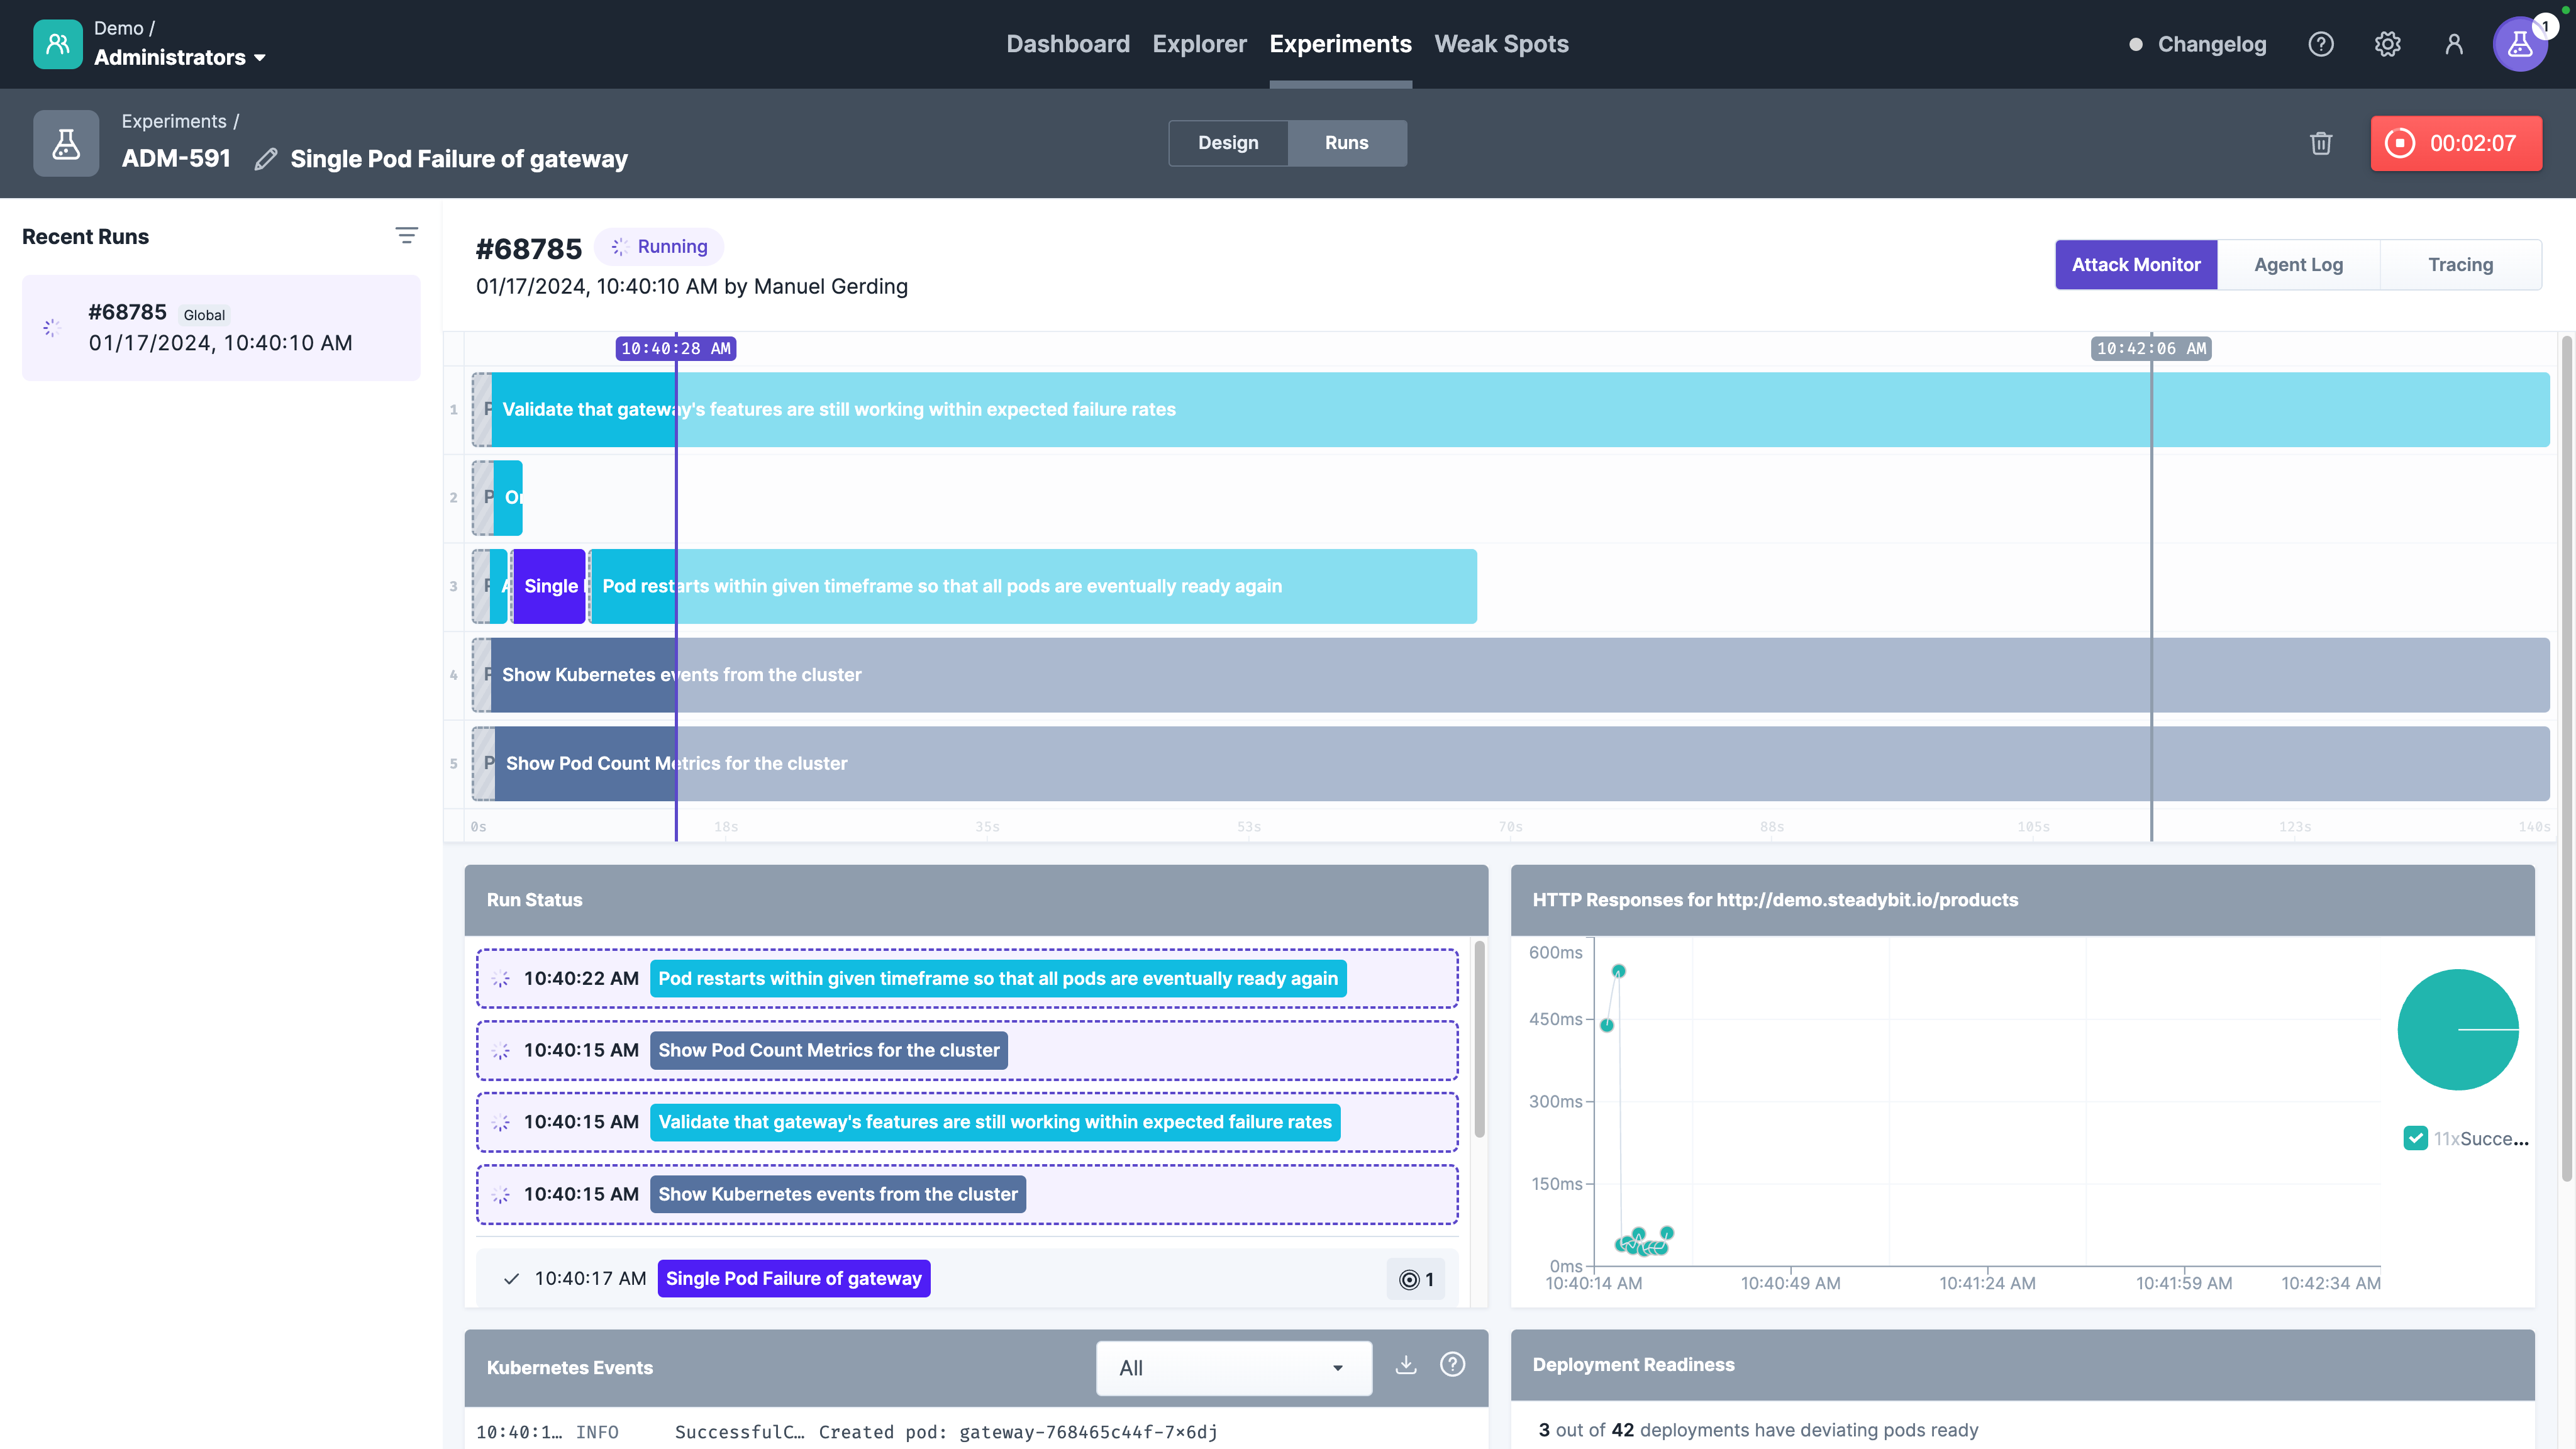 Demo /
Administrators
Dashboard Explorer Experiments Weak Spots
Changelog
1
Experiments /
ADM-591 Single Pod Failure of gateway
Design Runs
00:02:07
Recent Runs
#68785 Global
01/17/2024, 10:40:10 AM
#68785 Running
01/17/2024, 10:40:10 AM by Manuel Gerding
Attack Monitor Agent Log Tracing
10:40:28 AM 10:42:06 AM
1 P Validate that gateway's features are still working within expected failure rates
2 P
3 Single Pod restarts within given timeframe so that all pods are eventually ready again
4 Show Kubernetes events from the cluster
5 P Show Pod Count Metrics for the cluster
0s 18s 35s 53s 70s 88s 105s 123s 140s
Run Status
10:40:22 AM Pod restarts within given timeframe so that all pods are eventually ready again
10:40:15 AM Show Pod Count Metrics for the cluster
10:40:15 AM Validate that gateway's features are still working within expected failure rates
10:40:15 AM Show Kubernetes events from the cluster
10:40:17 AM Single Pod Failure of gateway 1
HTTP Responses for http://demo.steadybit.io/products
600ms
450ms
300ms
150ms
0ms
10:40:14 AM 10:40:49 AM 10:41:24 AM 10:41:59 AM 10:42:34 AM
11xSucce...
Kubernetes Events
All
10:40:1… INFO SuccessfulC… Created pod: gateway-768465c44f-7x6dj
Deployment Readiness
3 out of 42 deployments have deviating pods ready